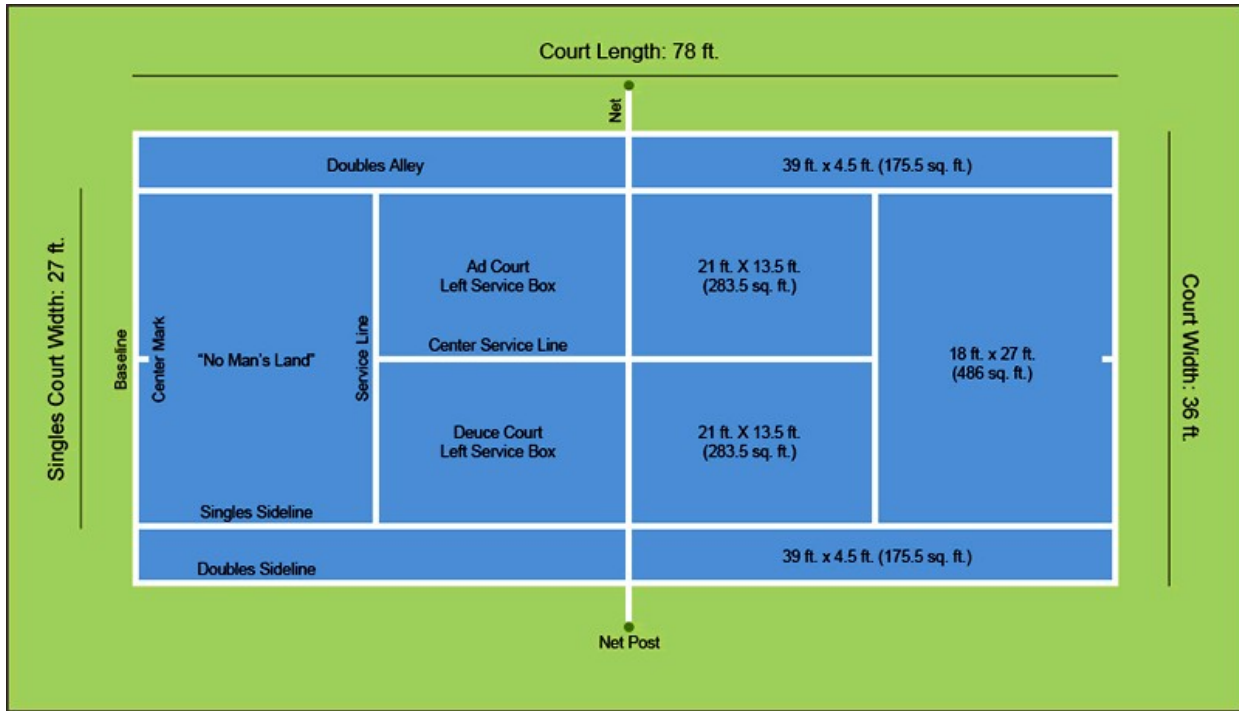 Court Length: 78 ft.
Net
Doubles Alley
39 ft. x 4.5 ft. (175.5 sq. ft.)
Singles Court Width: 27 ft.
Baseline
Center Mark
"No Man's Land"
Service Line
Ad Court
Left Service Box
Center Service Line
Deuce Court
Left Service Box
21 ft. X 13.5 ft.
(283.5 sq. ft.)
21 ft. X 13.5 ft.
(283.5 sq. ft.)
18 ft. x 27 ft.
(486 sq. ft.)
Court Width: 36 ft.
Singles Sideline
Doubles Sideline
39 ft. x 4.5 ft. (175.5 sq. ft.)
Net Post